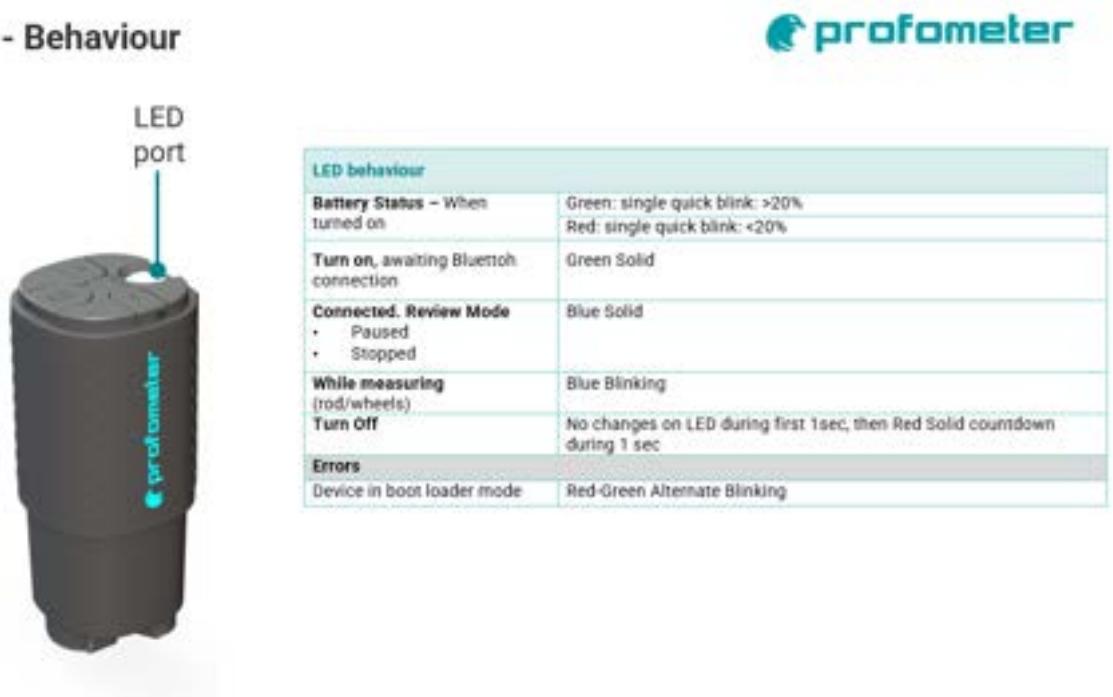 - Behaviour
profometer
LED
port
profometer
LED behaviour
Battery Status – When
turned on
Green: single quick blink: >20%
Red: single quick blink: <20%
Turn on, awaiting Bluettoh
connection
Green Solid
Connected. Review Mode
• Paused
• Stopped
Blue Solid
While measuring
(rod/wheels)
Blue Blinking
Turn Off
No changes on LED during first 1sec, then Red Solid countdown
during 1 sec
Errors
Device in boot loader mode
Red-Green Alternate Blinking